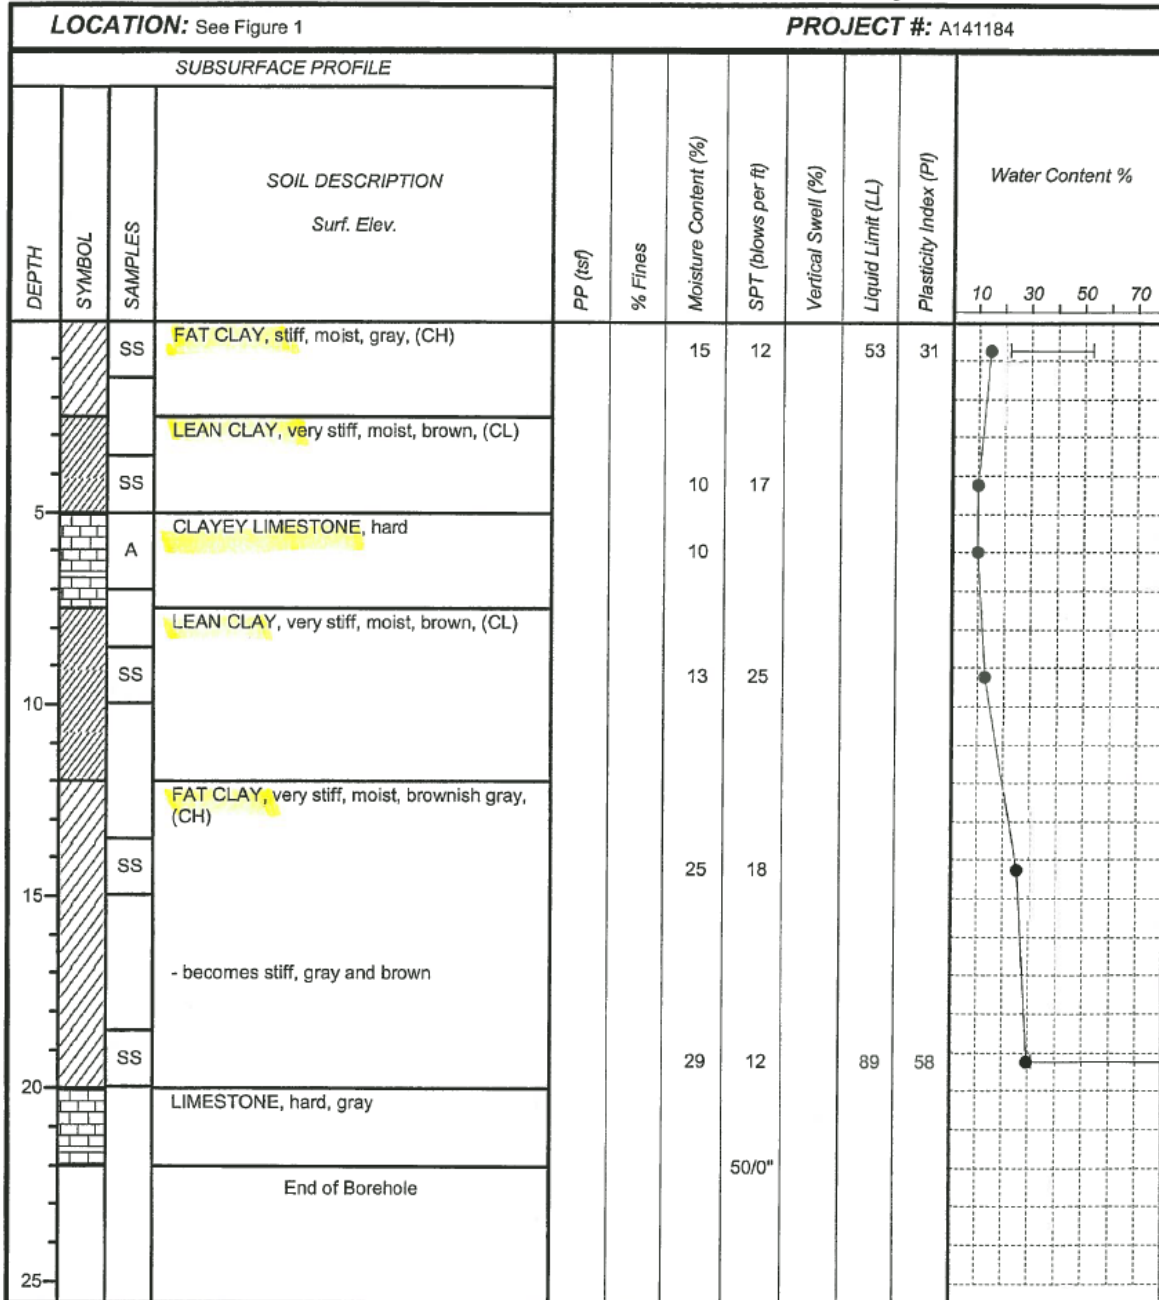 LOCATION: See Figure 1 PROJECT #: A141184
SUBSURFACE PROFILE
DEPTH
SYMBOL
SAMPLES
SOIL DESCRIPTION
Surf. Elev.
PP (tsf)
% Fines
Moisture Content (%)
SPT (blows per ft)
Vertical Swell (%)
Liquid Limit (LL)
Plasticity Index (PI)
Water Content %
10 30 50 70
SS FAT CLAY, stiff, moist, gray, (CH) 15 12 53 31
LEAN CLAY, very stiff, moist, brown, (CL)
SS 10 17
5
CLAYEY LIMESTONE, hard
A 10
LEAN CLAY, very stiff, moist, brown, (CL)
SS 13 25
10
FAT CLAY, very stiff, moist, brownish gray,
(CH)
SS 25 18
15
- becomes stiff, gray and brown
SS 29 12 89 58
20
LIMESTONE, hard, gray
50/0"
End of Borehole
25